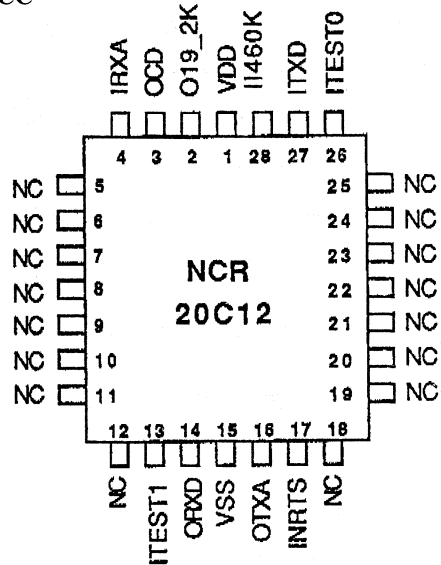 CC
IRXA OCD O19_2K VDD II460K ITXD ITEST0
4 3 2 1 28 27 26
NC 5 25 NC
NC 6 24 NC
NC 7 23 NC
NC 8 22 NC
NC 9 21 NC
NC 10 20 NC
NC 11 19 NC
NCR
20C12
12 13 14 15 16 17 18
NC ITEST1 ORXD VSS OTXA INRTS NC